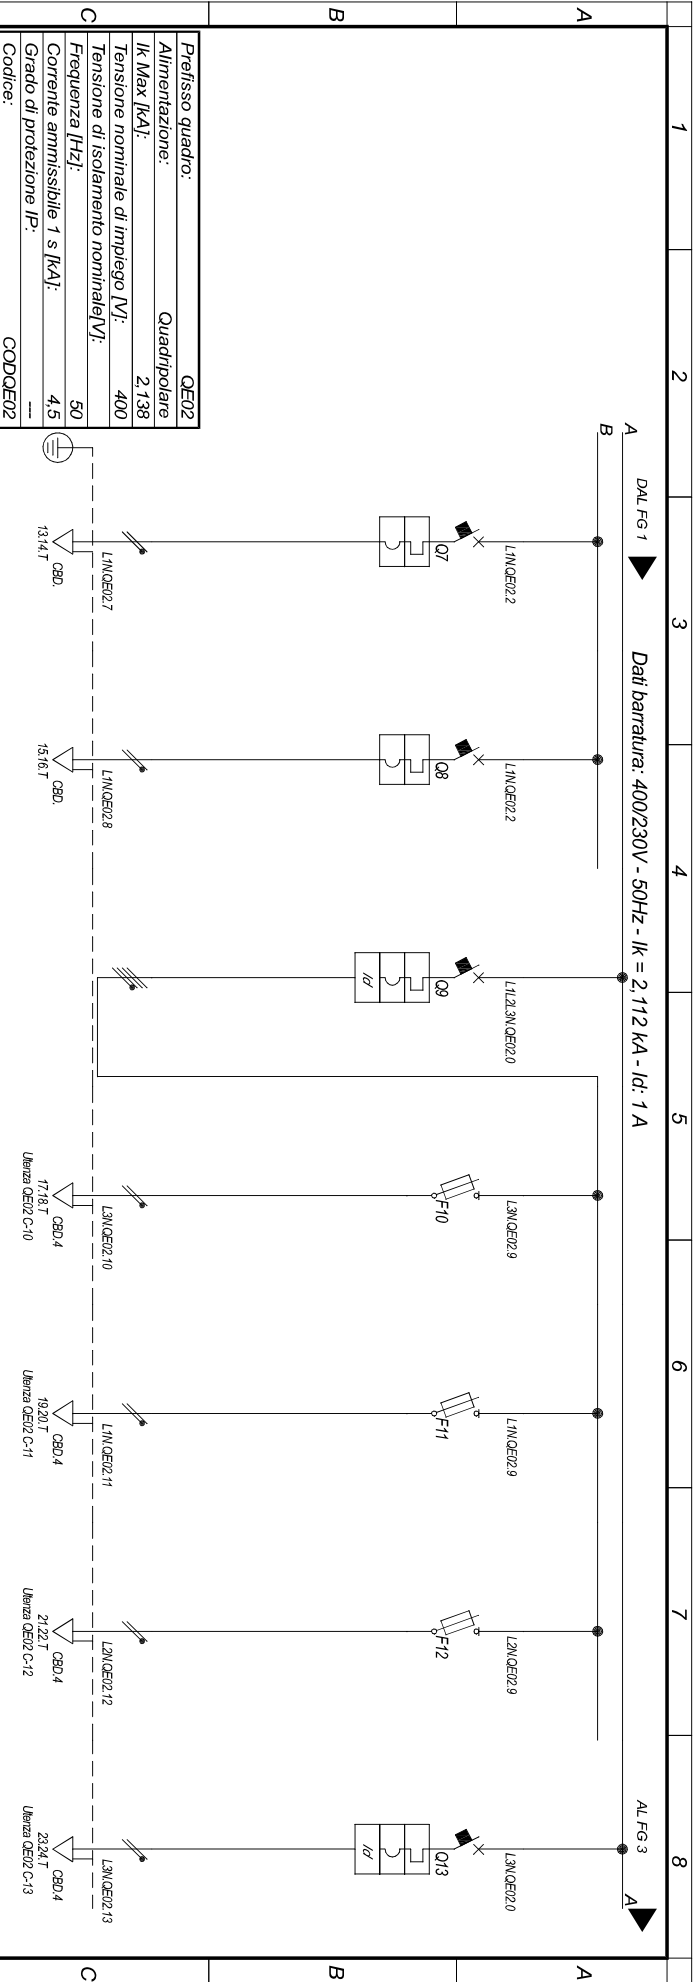 1
2
3
4
5
6
7
8
A
A
B
B
C
C
DAL FG 1
Dati barratura: 400/230V - 50Hz - Ik = 2,112 kA - Id: 1 A
AL FG 3
A
A
B
L1N.QE02.2
L1N.QE02.2
L1L2L3N.QE02.0
L3N.QE02.9
L1N.QE02.9
L2N.QE02.9
L3N.QE02.0
Q7
Q8
Q9
F10
F11
F12
Q13
Id
Id
L1N.QE02.7
L1N.QE02.8
L3N.QE02.10
L1N.QE02.11
L2N.QE02.12
L3N.QE02.13
CBD.
13.14.T
CBD.
15.16.T
CBD.4
17.18.T
Utenza QE02 C-10
CBD.4
19.20.T
Utenza QE02 C-11
CBD.4
21.22.T
Utenza QE02 C-12
CBD.4
23.24.T
Utenza QE02 C-13
Prefisso quadro: QE02
Alimentazione: Quadripolare
Ik Max [kA]: 2,138
Tensione nominale di impiego [V]: 400
Tensione di isolamento nominale[V]:
Frequenza [Hz]: 50
Corrente ammissibile 1 s [kA]: 4,5
Grado di protezione IP: ---
Codice: CODQE02